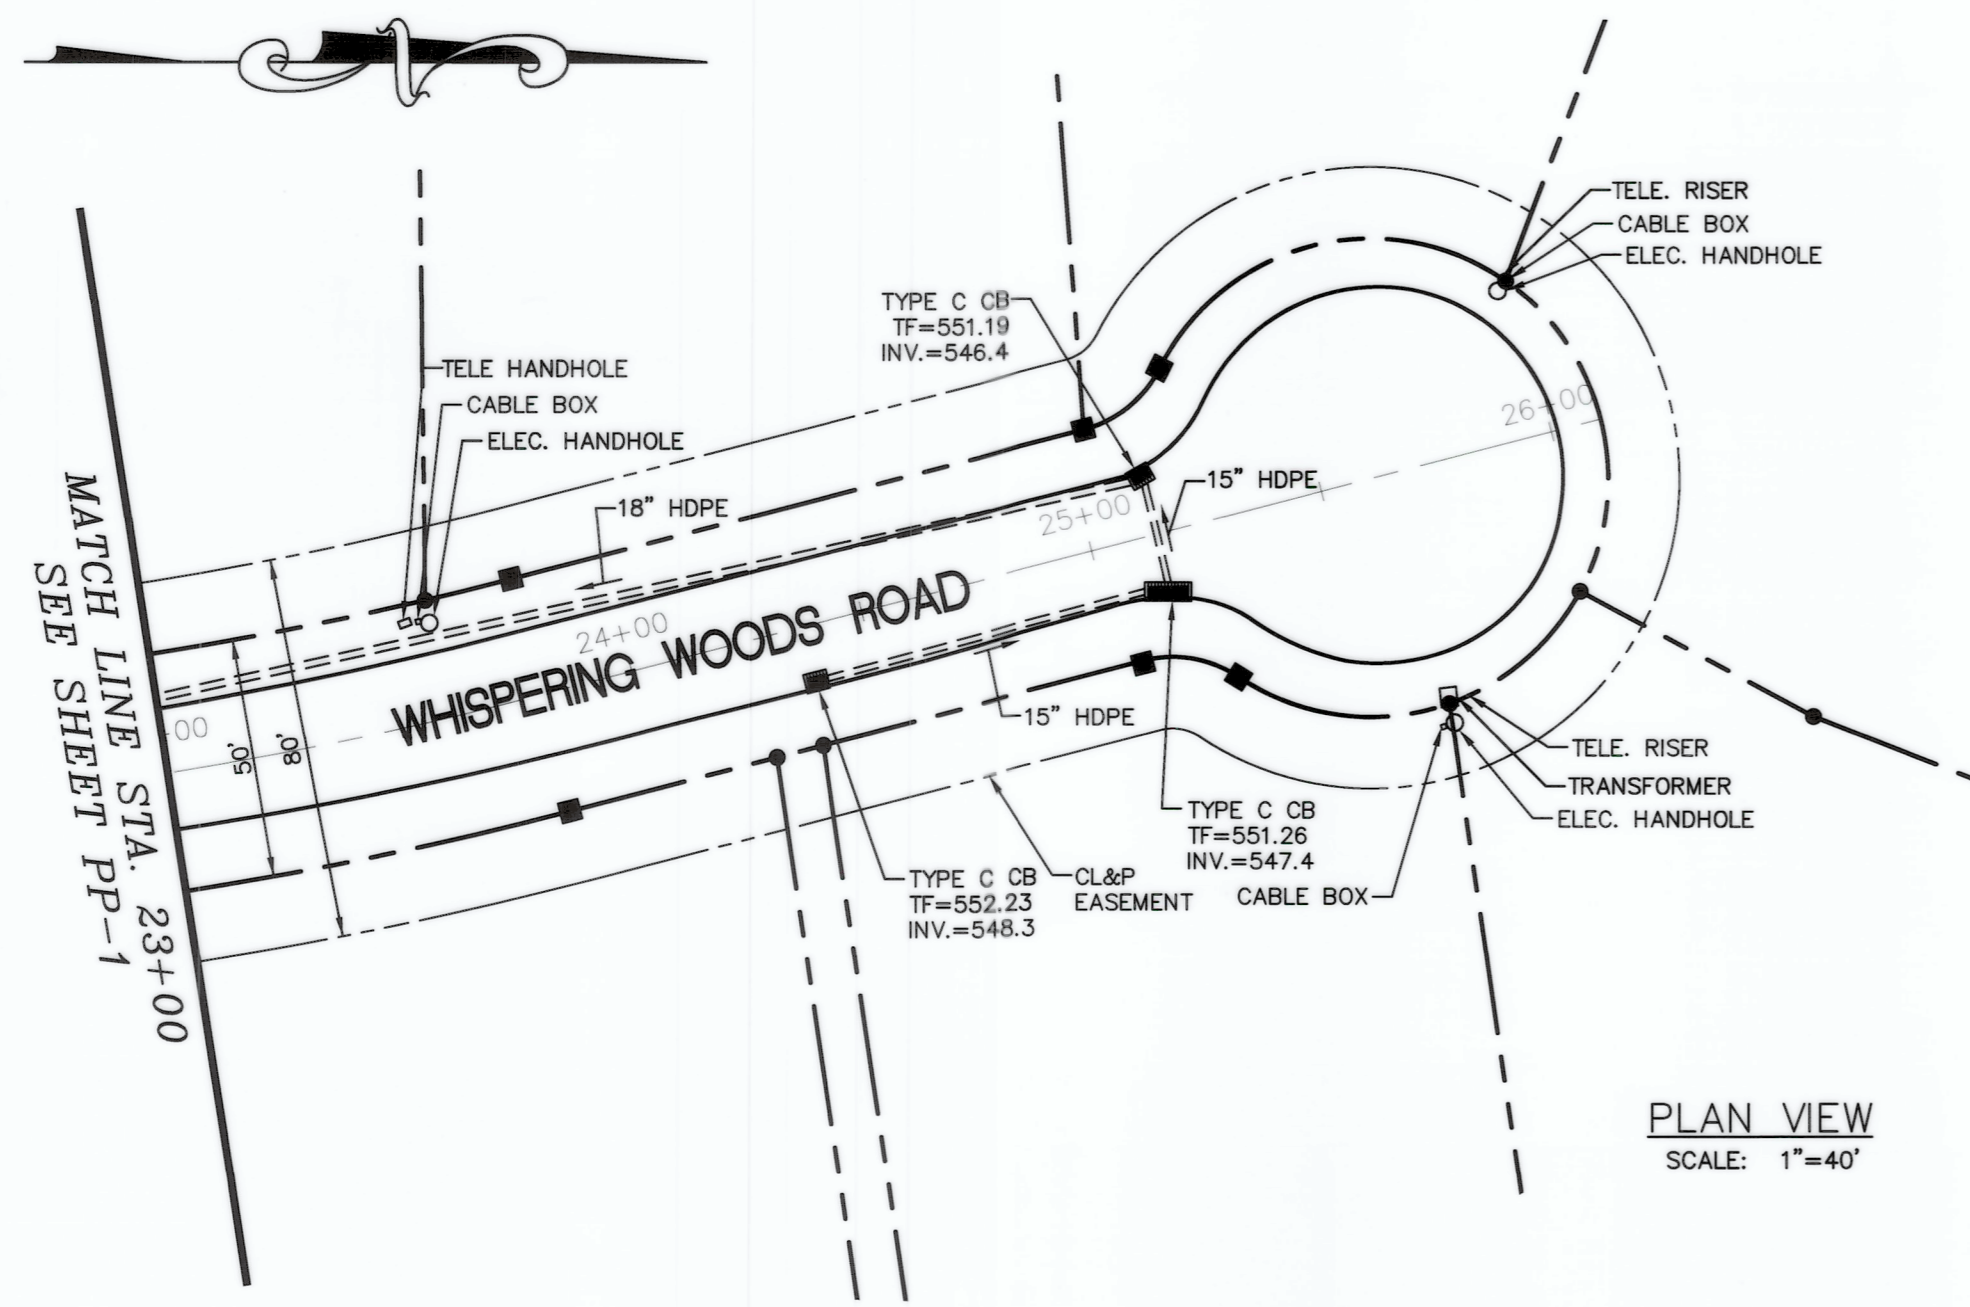 TELE. RISER
CABLE BOX
ELEC. HANDHOLE
TYPE C CB
TF=551.19
INV.=546.4
TELE HANDHOLE
CABLE BOX
ELEC. HANDHOLE
26+00
15” HDPE
18” HDPE
25+00
24+00
WHISPERING WOODS ROAD
MATCH LINE STA. 23+00
SEE SHEET PP-1
00
50'
80'
15” HDPE
TELE. RISER
TRANSFORMER
ELEC. HANDHOLE
TYPE C CB
TF=551.26
INV.=547.4
CABLE BOX
CL&P
EASEMENT
TYPE C CB
TF=552.23
INV.=548.3
PLAN VIEW
SCALE: 1”=40'